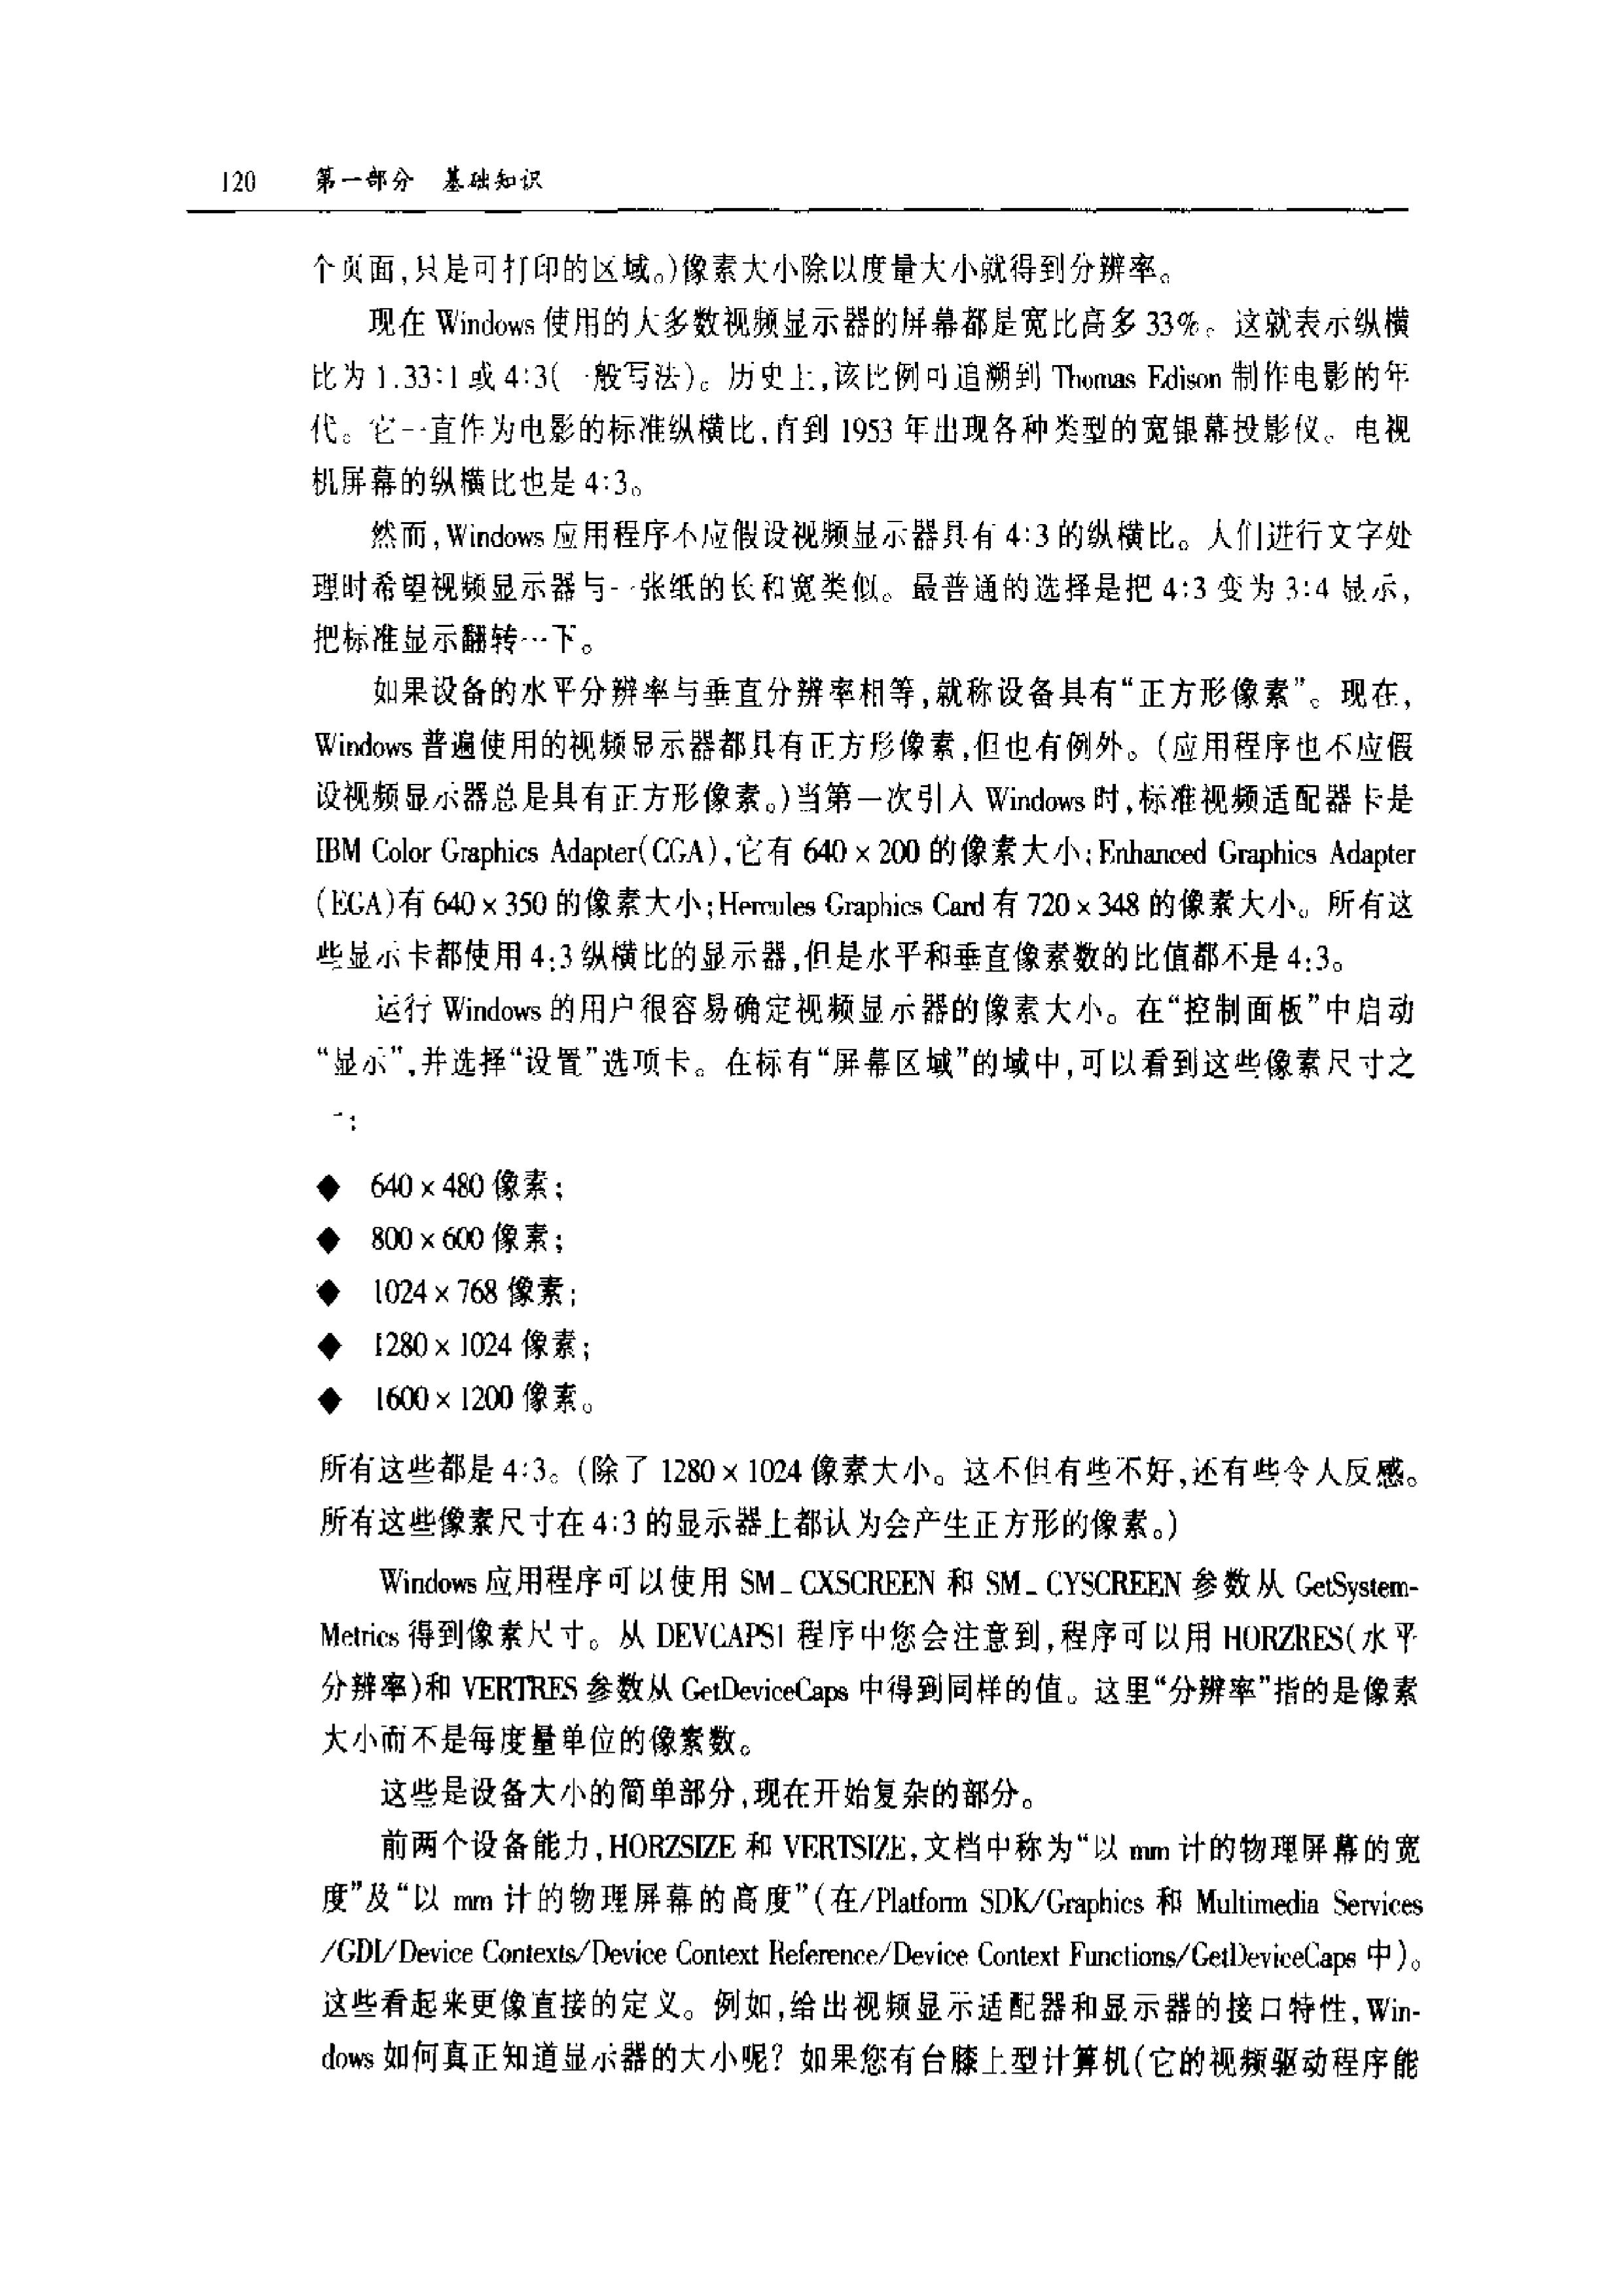 120 第一部分 基础知识
个页面,只是可打印的区域。)像素大小除以度量大小就得到分辨率。
现在 Windows 使用的大多数视频显示器的屏幕都是宽比高多 33%。这就表示纵横
比为 1.33:1 或 4:3(一般写法)。历史上,该比例可追溯到 Thomas Edison 制作电影的年
代。它一直作为电影的标准纵横比,直到 1953 年出现各种类型的宽银幕投影仪。电视
机屏幕的纵横比也是 4:3。
然而,Windows 应用程序不应假设视频显示器具有 4:3 的纵横比。人们进行文字处
理时希望视频显示器与一张纸的长和宽类似。最普通的选择是把 4:3 变为 3:4 显示,
把标准显示翻转一下。
如果设备的水平分辨率与垂直分辨率相等,就称设备具有“正方形像素”。现在,
Windows 普遍使用的视频显示器都具有正方形像素,但也有例外。(应用程序也不应假
设视频显示器总是具有正方形像素。)当第一次引入 Windows 时,标准视频适配器卡是
IBM Color Graphics Adapter(CGA),它有 640 × 200 的像素大小;Enhanced Graphics Adapter
(EGA)有 640 × 350 的像素大小;Hercules Graphics Card 有 720 × 348 的像素大小。所有这
些显示卡都使用 4:3 纵横比的显示器,但是水平和垂直像素数的比值都不是 4:3。
运行 Windows 的用户很容易确定视频显示器的像素大小。在“控制面板”中启动
“显示”,并选择“设置”选项卡。在标有“屏幕区域”的域中,可以看到这些像素尺寸之
一:
◆ 640 × 480 像素;
◆ 800 × 600 像素;
◆ 1024 × 768 像素;
◆ 1280 × 1024 像素;
◆ 1600 × 1200 像素。
所有这些都是 4:3。(除了 1280 × 1024 像素大小。这不但有些不好,还有些令人反感。
所有这些像素尺寸在 4:3 的显示器上都认为会产生正方形的像素。)
Windows 应用程序可以使用 SM_CXSCREEN 和 SM_CYSCREEN 参数从 GetSystem-
Metrics 得到像素尺寸。从 DEVCAPS1 程序中您会注意到,程序可以用 HORZRES(水平
分辨率)和 VERTRES 参数从 GetDeviceCaps 中得到同样的值。这里“分辨率”指的是像素
大小而不是每度量单位的像素数。
这些是设备大小的简单部分,现在开始复杂的部分。
前两个设备能力,HORZSIZE 和 VERTSIZE,文档中称为“以 mm 计的物理屏幕的宽
度”及“以 mm 计的物理屏幕的高度”(在/Platform SDK/Graphics 和 Multimedia Services
/GDI/Device Contexts/Device Context Reference/Device Context Functions/GetDeviceCaps 中)。
这些看起来更像直接的定义。例如,给出视频显示适配器和显示器的接口特性,Win-
dows 如何真正知道显示器的大小呢? 如果您有台膝上型计算机(它的视频驱动程序能